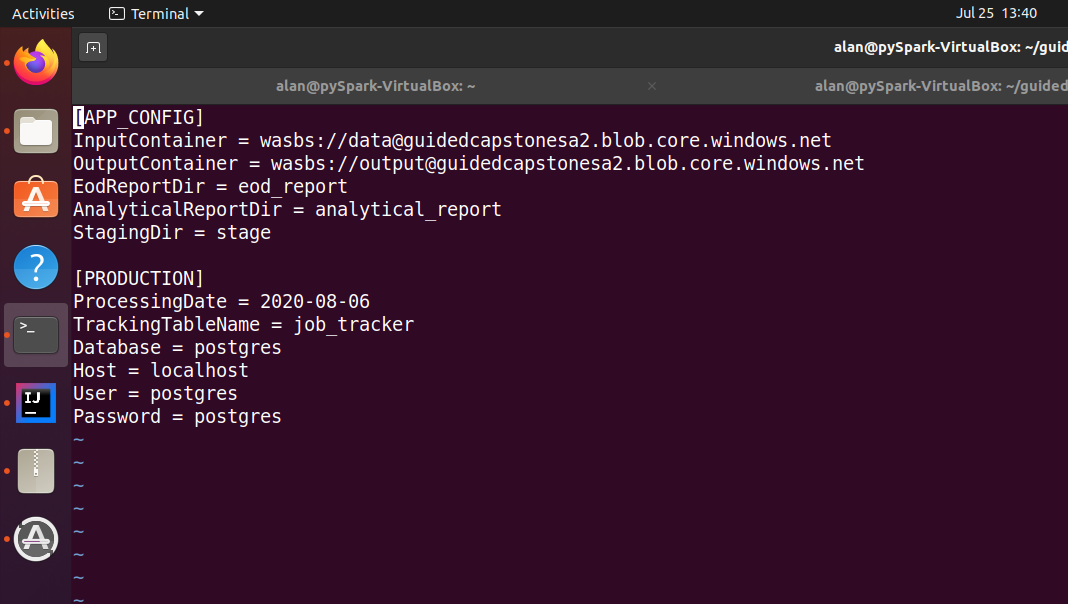 Activities
Terminal
Jul 25 13:40
alan@pySpark-VirtualBox: ~/guid
alan@pySpark-VirtualBox: ~
alan@pySpark-VirtualBox: ~/guided
[APP_CONFIG]
InputContainer = wasbs://data@guidedcapstonesa2.blob.core.windows.net
OutputContainer = wasbs://output@guidedcapstonesa2.blob.core.windows.net
EodReportDir = eod_report
AnalyticalReportDir = analytical_report
StagingDir = stage
[PRODUCTION]
ProcessingDate = 2020-08-06
TrackingTableName = job_tracker
Database = postgres
Host = localhost
User = postgres
Password = postgres
~
~
~
~
~
~
~
~
>_
IJ